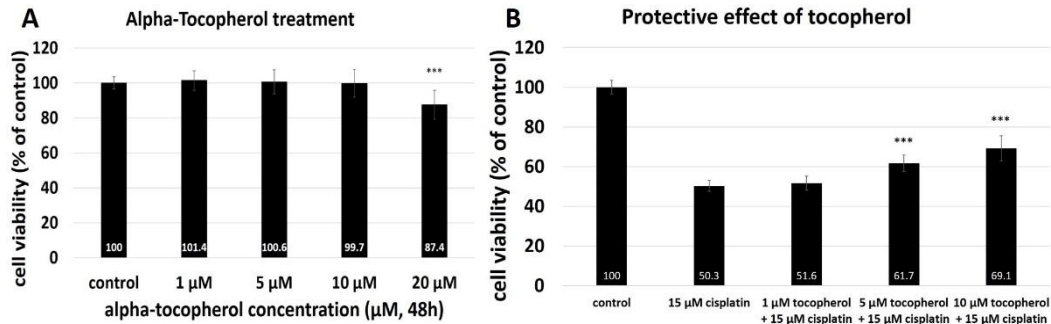 A
Alpha-Tocopherol treatment
cell viability (% of control)
120
100
80
60
40
20
0
***
100
101.4
100.6
99.7
87.4
control
1 µM
5 µM
10 µM
20 µM
alpha-tocopherol concentration (µM, 48h)
B
Protective effect of tocopherol
cell viability (% of control)
120
100
80
60
40
20
0
***
***
100
50.3
51.6
61.7
69.1
control
15 µM cisplatin
1 µM tocopherol
+ 15 µM cisplatin
5 µM tocopherol
+ 15 µM cisplatin
10 µM tocopherol
+ 15 µM cisplatin